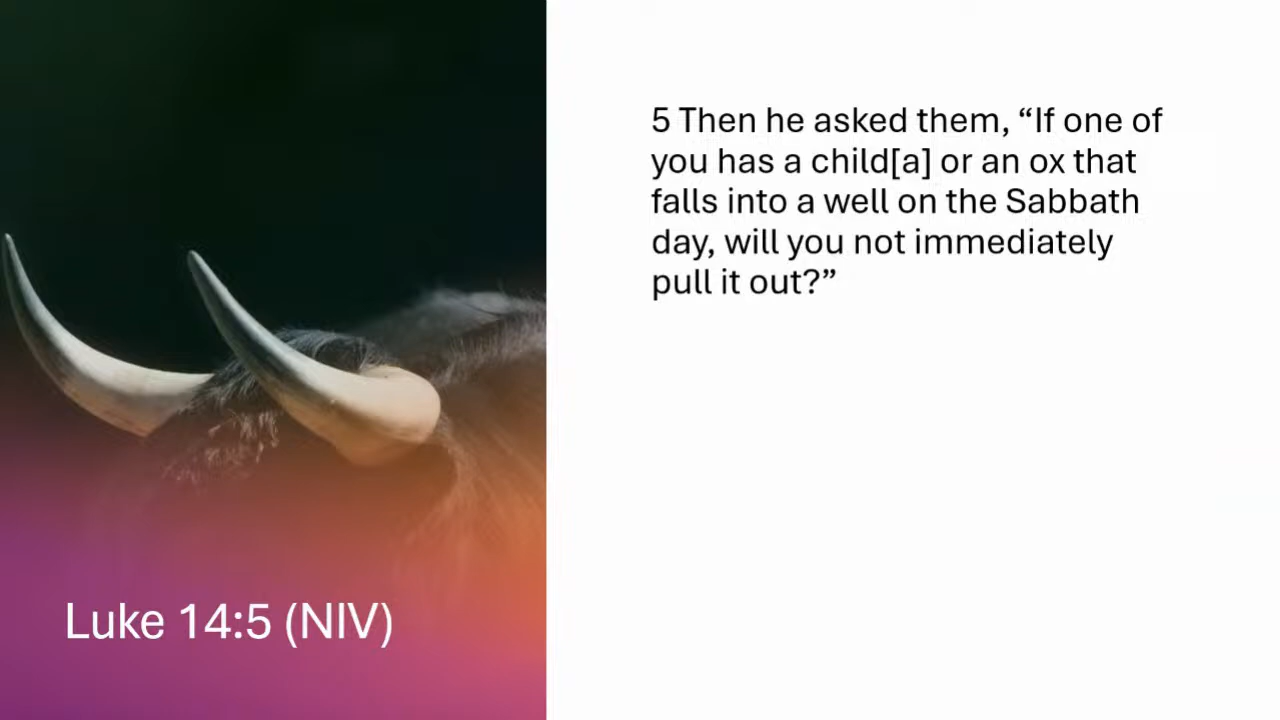 5 Then he asked them, “If one of
you has a child[a] or an ox that
falls into a well on the Sabbath
day, will you not immediately
pull it out?”
Luke 14:5 (NIV)